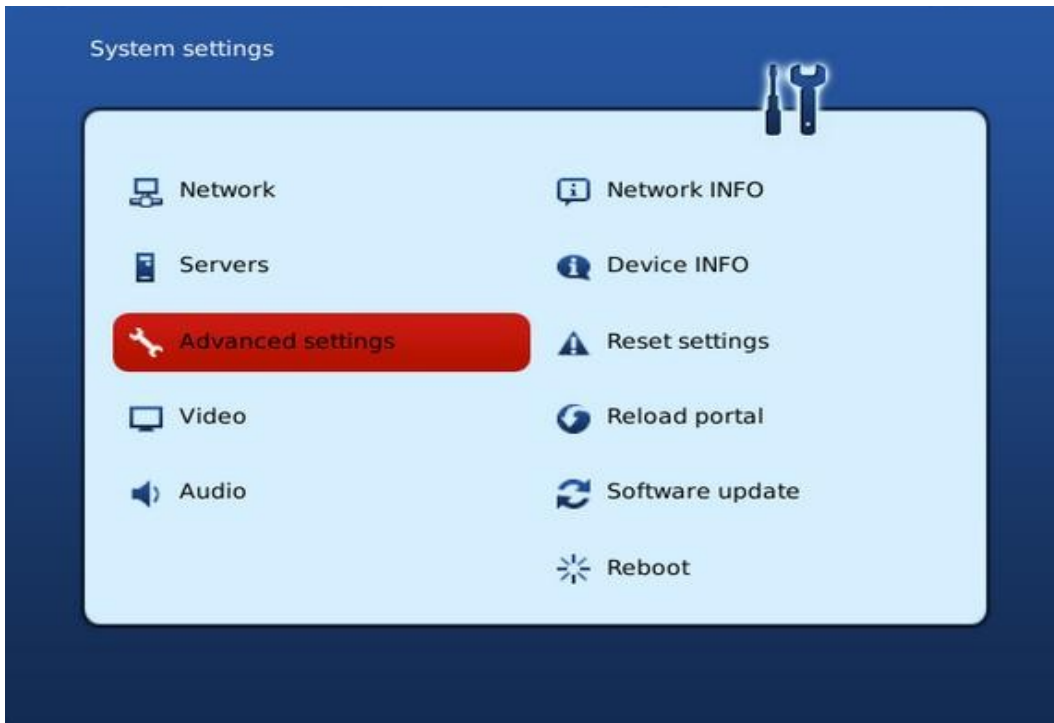 System settings
Network
Servers
Advanced settings
Video
Audio
Network INFO
Device INFO
Reset settings
Reload portal
Software update
Reboot